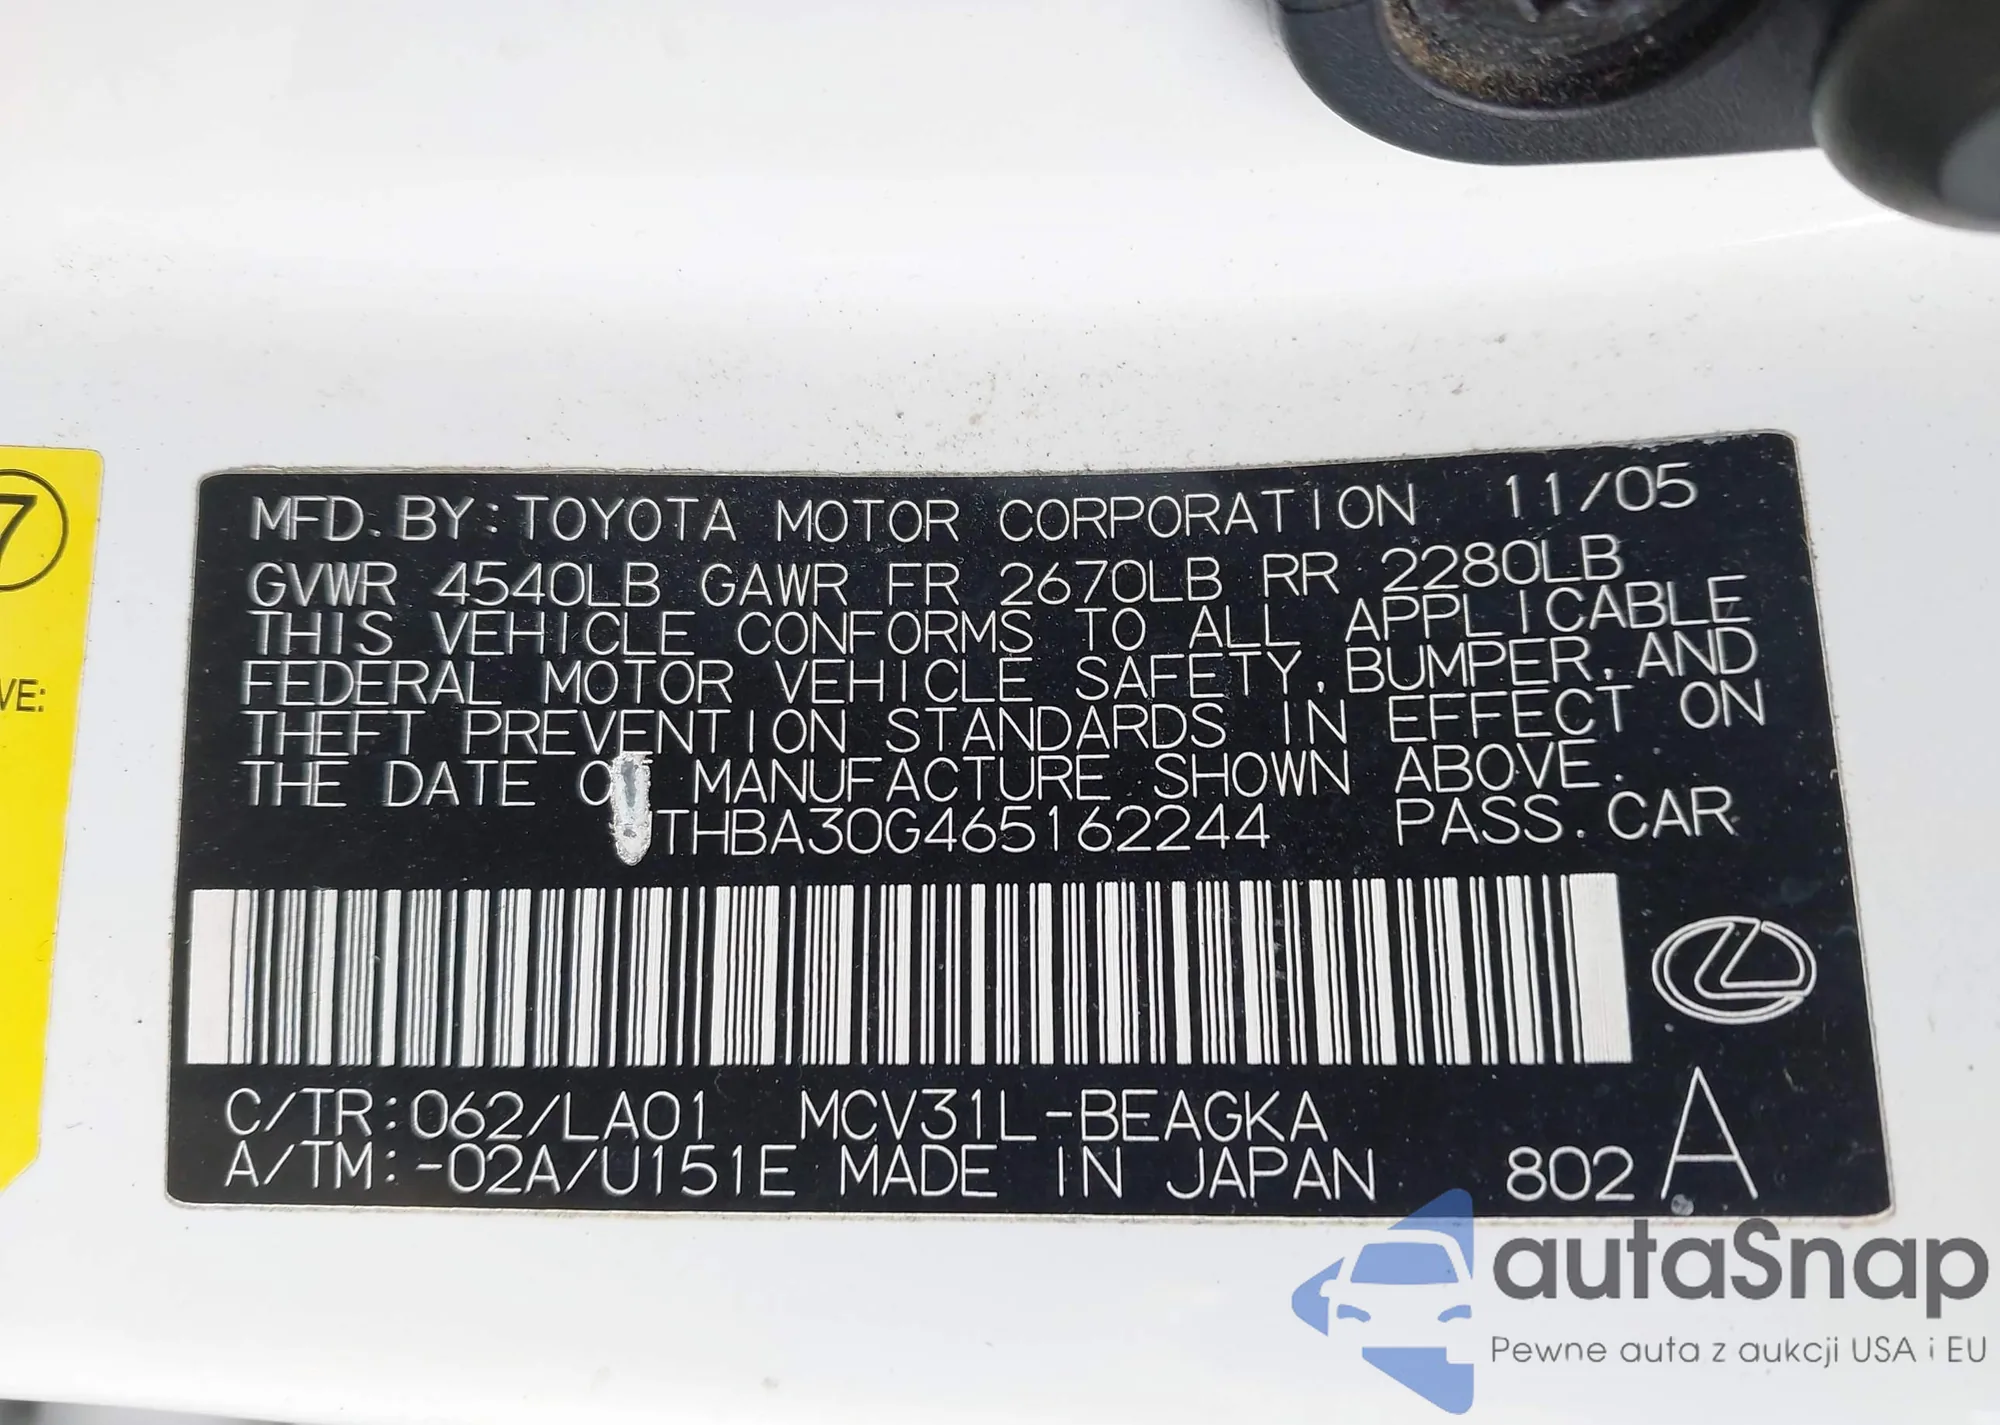 7
VE:
MFD. BY: TOYOTA MOTOR CORPORATION 11/05
GVWR 4540LB GAWR FR 2670LB RR 2280LB
THIS VEHICLE CONFORMS TO ALL APPLICABLE
FEDERAL MOTOR VEHICLE SAFETY, BUMPER, AND
THEFT PREVENTION STANDARDS IN EFFECT ON
THE DATE O MANUFACTURE SHOWN ABOVE.
THBA30G465162244 PASS. CAR
C/TR:062/LA01 MCV31L-BEAGKA
A/TM:-02A/U151E MADE IN JAPAN 802 A
autaSnap
Pewne auta z aukcji USA i EU